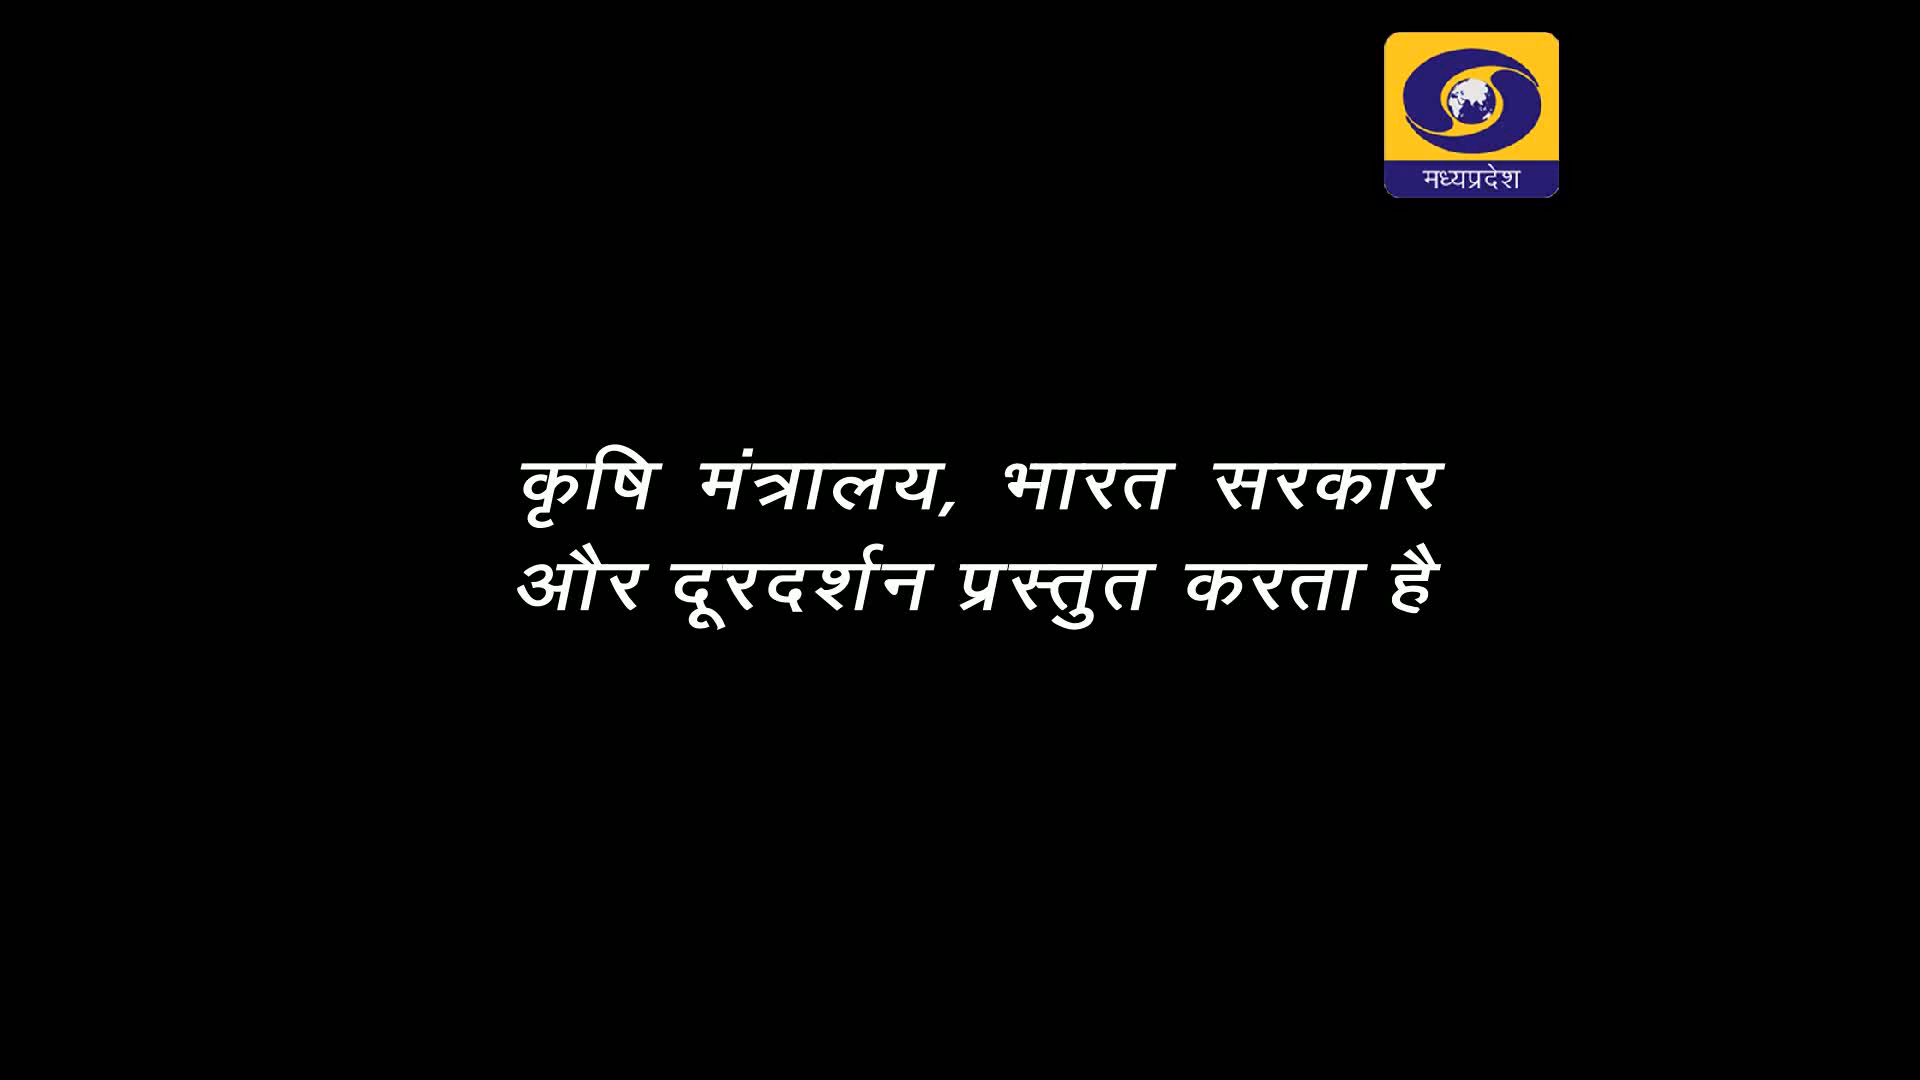 मध्यप्रदेश
कृषि मंत्रालय, भारत सरकार
और दूरदर्शन प्रस्तुत करता है